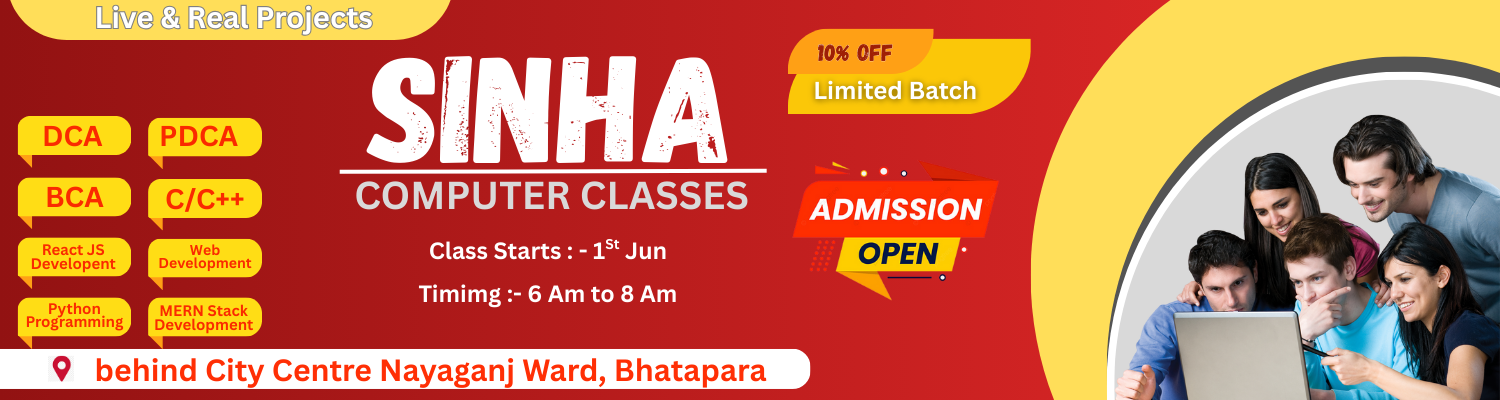 Live & Real Projects
SINHA
COMPUTER CLASSES
Class Starts : - 1St Jun
Timimg :- 6 Am to 8 Am
10% OFF
Limited Batch
ADMISSION
OPEN
DCA
PDCA
BCA
C/C++
React JS
Developent
Web
Development
Python
Programming
MERN Stack
Development
behind City Centre Nayaganj Ward, Bhatapara